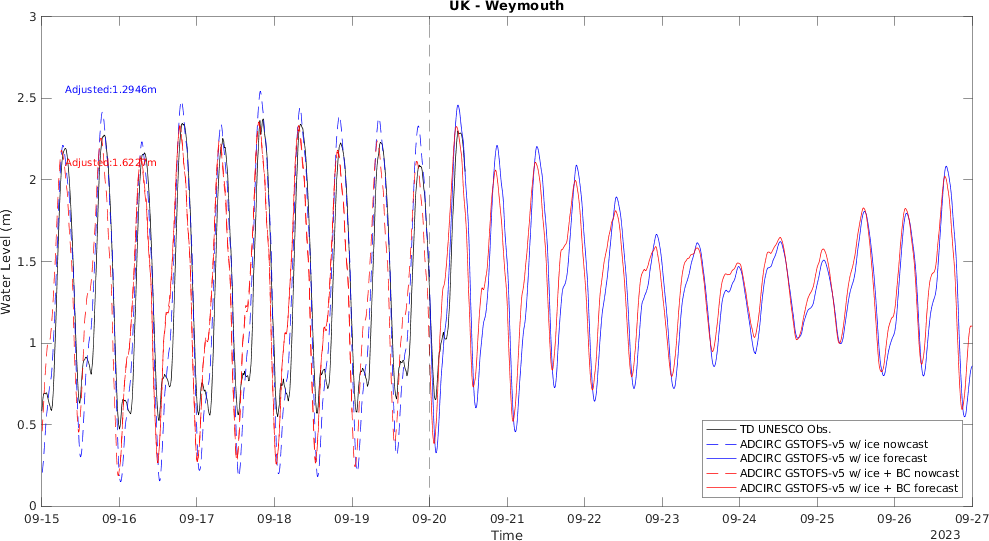 UK - Weymouth
3
2.5
2
1.5
1
0.5
0
Water Level (m)
Adjusted:1.2946m
Adjusted:1.6227m
TD UNESCO Obs.
ADCIRC GSTOFS-v5 w/ ice nowcast
ADCIRC GSTOFS-v5 w/ ice forecast
ADCIRC GSTOFS-v5 w/ ice + BC nowcast
ADCIRC GSTOFS-v5 w/ ice + BC forecast
09-15 09-16 09-17 09-18 09-19 09-20 09-21 09-22 09-23 09-24 09-25 09-26 09-27
Time
2023